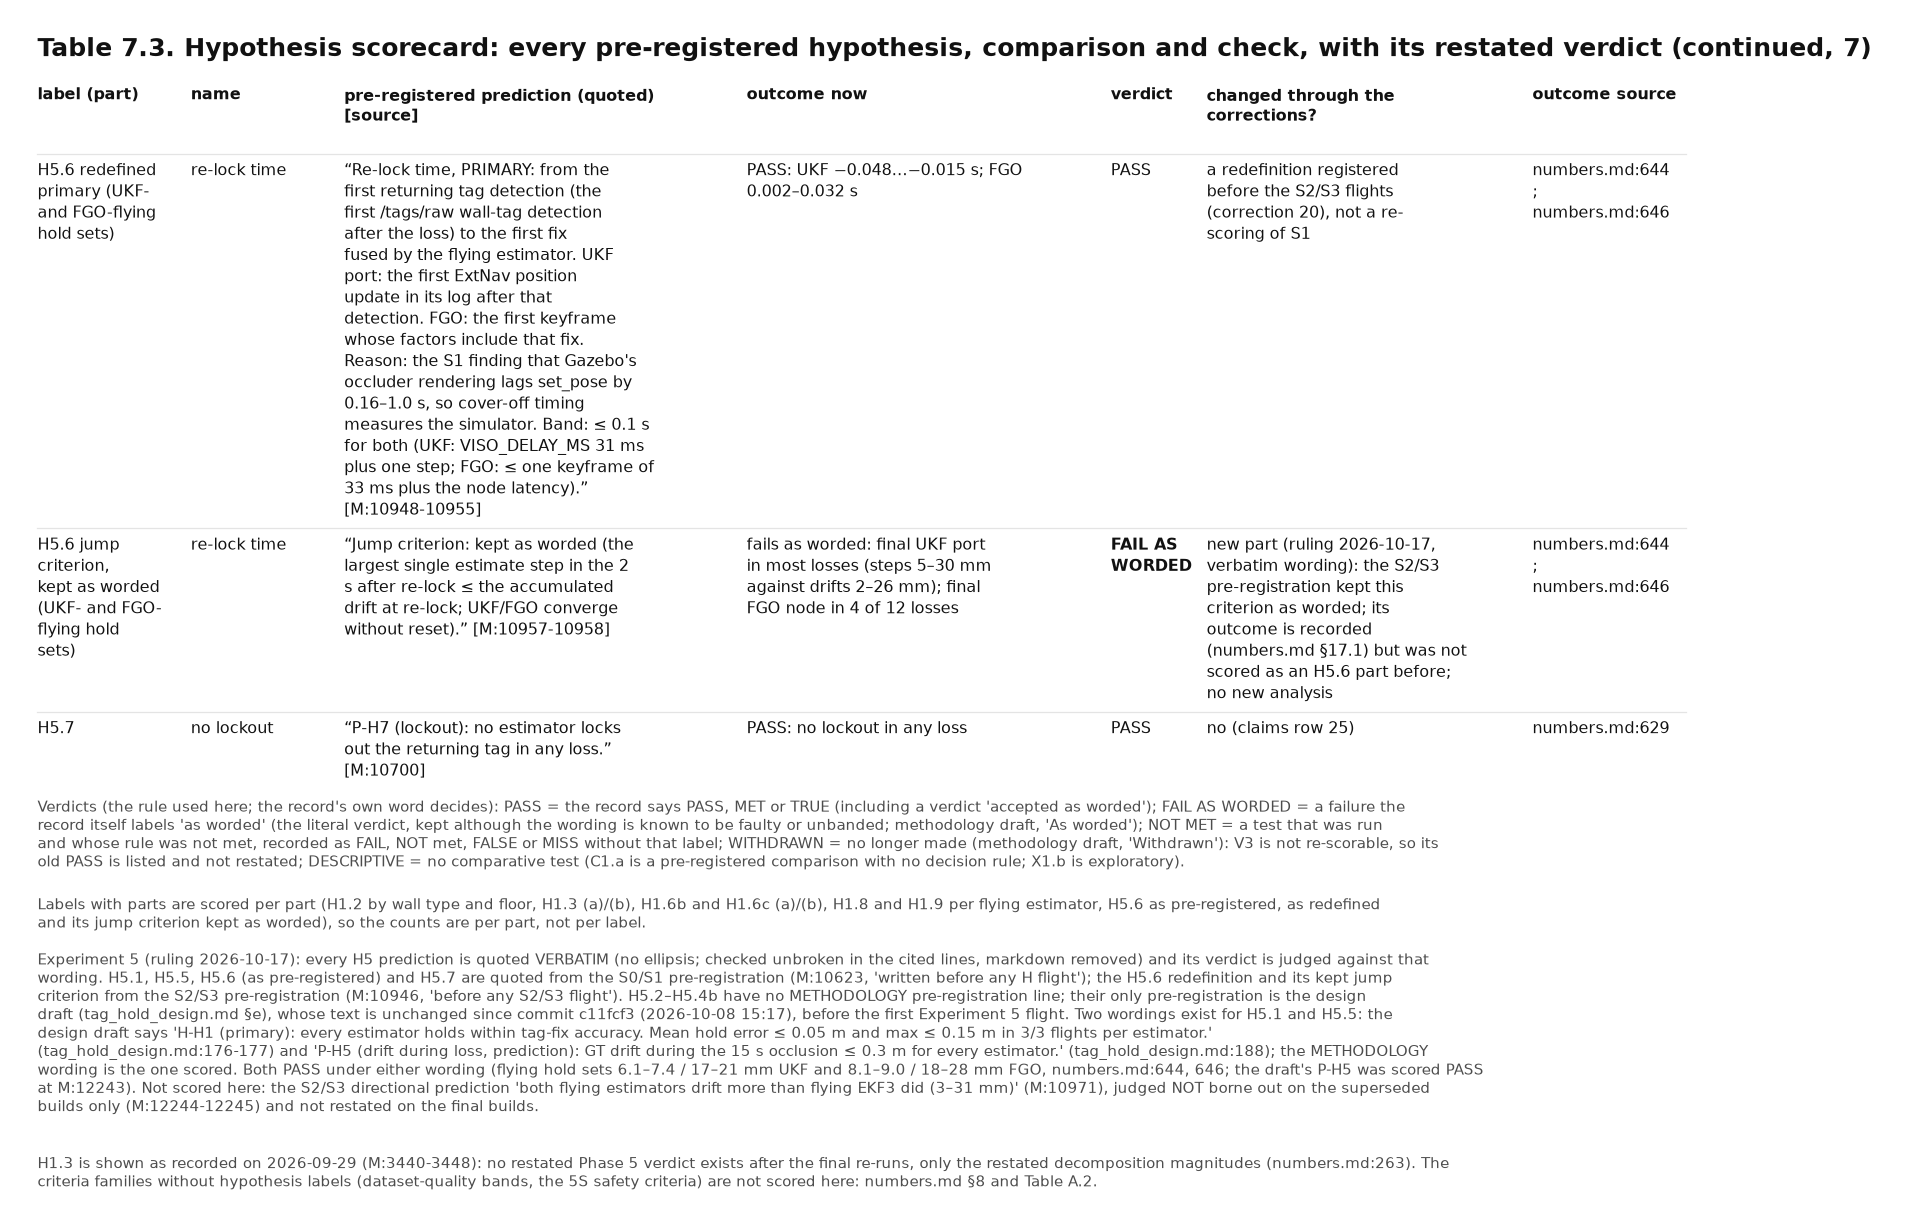 Table 7.3. Hypothesis scorecard: every pre-registered hypothesis, comparison and check, with its restated verdict (continued, 7)
label (part)
name
pre-registered prediction (quoted)
[source]
outcome now
verdict
changed through the
corrections?
outcome source
H5.6 redefined
primary (UKF-
and FGO-flying
hold sets)
re-lock time
“Re-lock time, PRIMARY: from the
first returning tag detection (the
first /tags/raw wall-tag detection
after the loss) to the first fix
fused by the flying estimator. UKF
port: the first ExtNav position
update in its log after that
detection. FGO: the first keyframe
whose factors include that fix.
Reason: the S1 finding that Gazebo's
occluder rendering lags set_pose by
0.16–1.0 s, so cover-off timing
measures the simulator. Band: ≤ 0.1 s
for both (UKF: VISO_DELAY_MS 31 ms
plus one step; FGO: ≤ one keyframe of
33 ms plus the node latency).”
[M:10948-10955]
PASS: UKF −0.048…−0.015 s; FGO
0.002–0.032 s
PASS
a redefinition registered
before the S2/S3 flights
(correction 20), not a re-
scoring of S1
numbers.md:644
;
numbers.md:646
H5.6 jump
criterion,
kept as worded
(UKF- and FGO-
flying hold
sets)
re-lock time
“Jump criterion: kept as worded (the
largest single estimate step in the 2
s after re-lock ≤ the accumulated
drift at re-lock; UKF/FGO converge
without reset).” [M:10957-10958]
fails as worded: final UKF port
in most losses (steps 5–30 mm
against drifts 2–26 mm); final
FGO node in 4 of 12 losses
FAIL AS
WORDED
new part (ruling 2026-10-17,
verbatim wording): the S2/S3
pre-registration kept this
criterion as worded; its
outcome is recorded
(numbers.md §17.1) but was not
scored as an H5.6 part before;
no new analysis
numbers.md:644
;
numbers.md:646
H5.7
no lockout
“P-H7 (lockout): no estimator locks
out the returning tag in any loss.”
[M:10700]
PASS: no lockout in any loss
PASS
no (claims row 25)
numbers.md:629
Verdicts (the rule used here; the record's own word decides): PASS = the record says PASS, MET or TRUE (including a verdict 'accepted as worded'); FAIL AS WORDED = a failure the
record itself labels 'as worded' (the literal verdict, kept although the wording is known to be faulty or unbanded; methodology draft, 'As worded'); NOT MET = a test that was run
and whose rule was not met, recorded as FAIL, NOT met, FALSE or MISS without that label; WITHDRAWN = no longer made (methodology draft, 'Withdrawn'): V3 is not re-scorable, so its
old PASS is listed and not restated; DESCRIPTIVE = no comparative test (C1.a is a pre-registered comparison with no decision rule; X1.b is exploratory).
Labels with parts are scored per part (H1.2 by wall type and floor, H1.3 (a)/(b), H1.6b and H1.6c (a)/(b), H1.8 and H1.9 per flying estimator, H5.6 as pre-registered, as redefined
and its jump criterion kept as worded), so the counts are per part, not per label.
Experiment 5 (ruling 2026-10-17): every H5 prediction is quoted VERBATIM (no ellipsis; checked unbroken in the cited lines, markdown removed) and its verdict is judged against that
wording. H5.1, H5.5, H5.6 (as pre-registered) and H5.7 are quoted from the S0/S1 pre-registration (M:10623, 'written before any H flight'); the H5.6 redefinition and its kept jump
criterion from the S2/S3 pre-registration (M:10946, 'before any S2/S3 flight'). H5.2–H5.4b have no METHODOLOGY pre-registration line; their only pre-registration is the design
draft (tag_hold_design.md §e), whose text is unchanged since commit c11fcf3 (2026-10-08 15:17), before the first Experiment 5 flight. Two wordings exist for H5.1 and H5.5: the
design draft says 'H-H1 (primary): every estimator holds within tag-fix accuracy. Mean hold error ≤ 0.05 m and max ≤ 0.15 m in 3/3 flights per estimator.'
(tag_hold_design.md:176-177) and 'P-H5 (drift during loss, prediction): GT drift during the 15 s occlusion ≤ 0.3 m for every estimator.' (tag_hold_design.md:188); the METHODOLOGY
wording is the one scored. Both PASS under either wording (flying hold sets 6.1–7.4 / 17–21 mm UKF and 8.1–9.0 / 18–28 mm FGO, numbers.md:644, 646; the draft's P-H5 was scored PASS
at M:12243). Not scored here: the S2/S3 directional prediction 'both flying estimators drift more than flying EKF3 did (3–31 mm)' (M:10971), judged NOT borne out on the superseded
builds only (M:12244-12245) and not restated on the final builds.
H1.3 is shown as recorded on 2026-09-29 (M:3440-3448): no restated Phase 5 verdict exists after the final re-runs, only the restated decomposition magnitudes (numbers.md:263). The
criteria families without hypothesis labels (dataset-quality bands, the 5S safety criteria) are not scored here: numbers.md §8 and Table A.2.